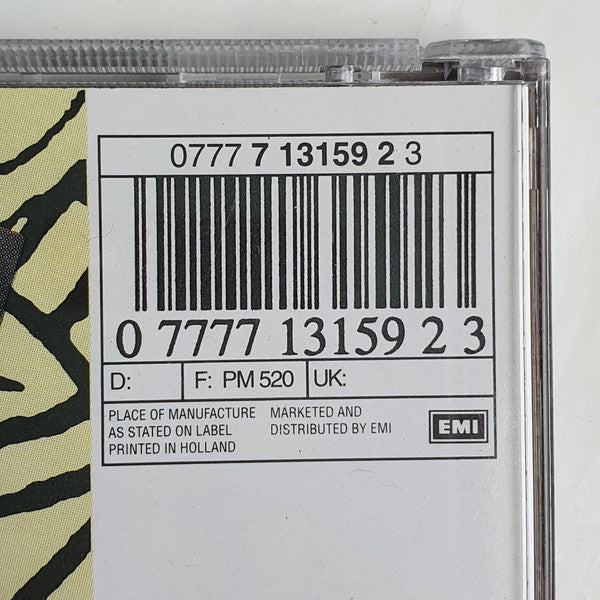 0777 7 13159 2 3
0 7777 13159 2 3
D: F: PM 520 UK:
PLACE OF MANUFACTURE
AS STATED ON LABEL
PRINTED IN HOLLAND
MARKETED AND
DISTRIBUTED BY EMI
EMI